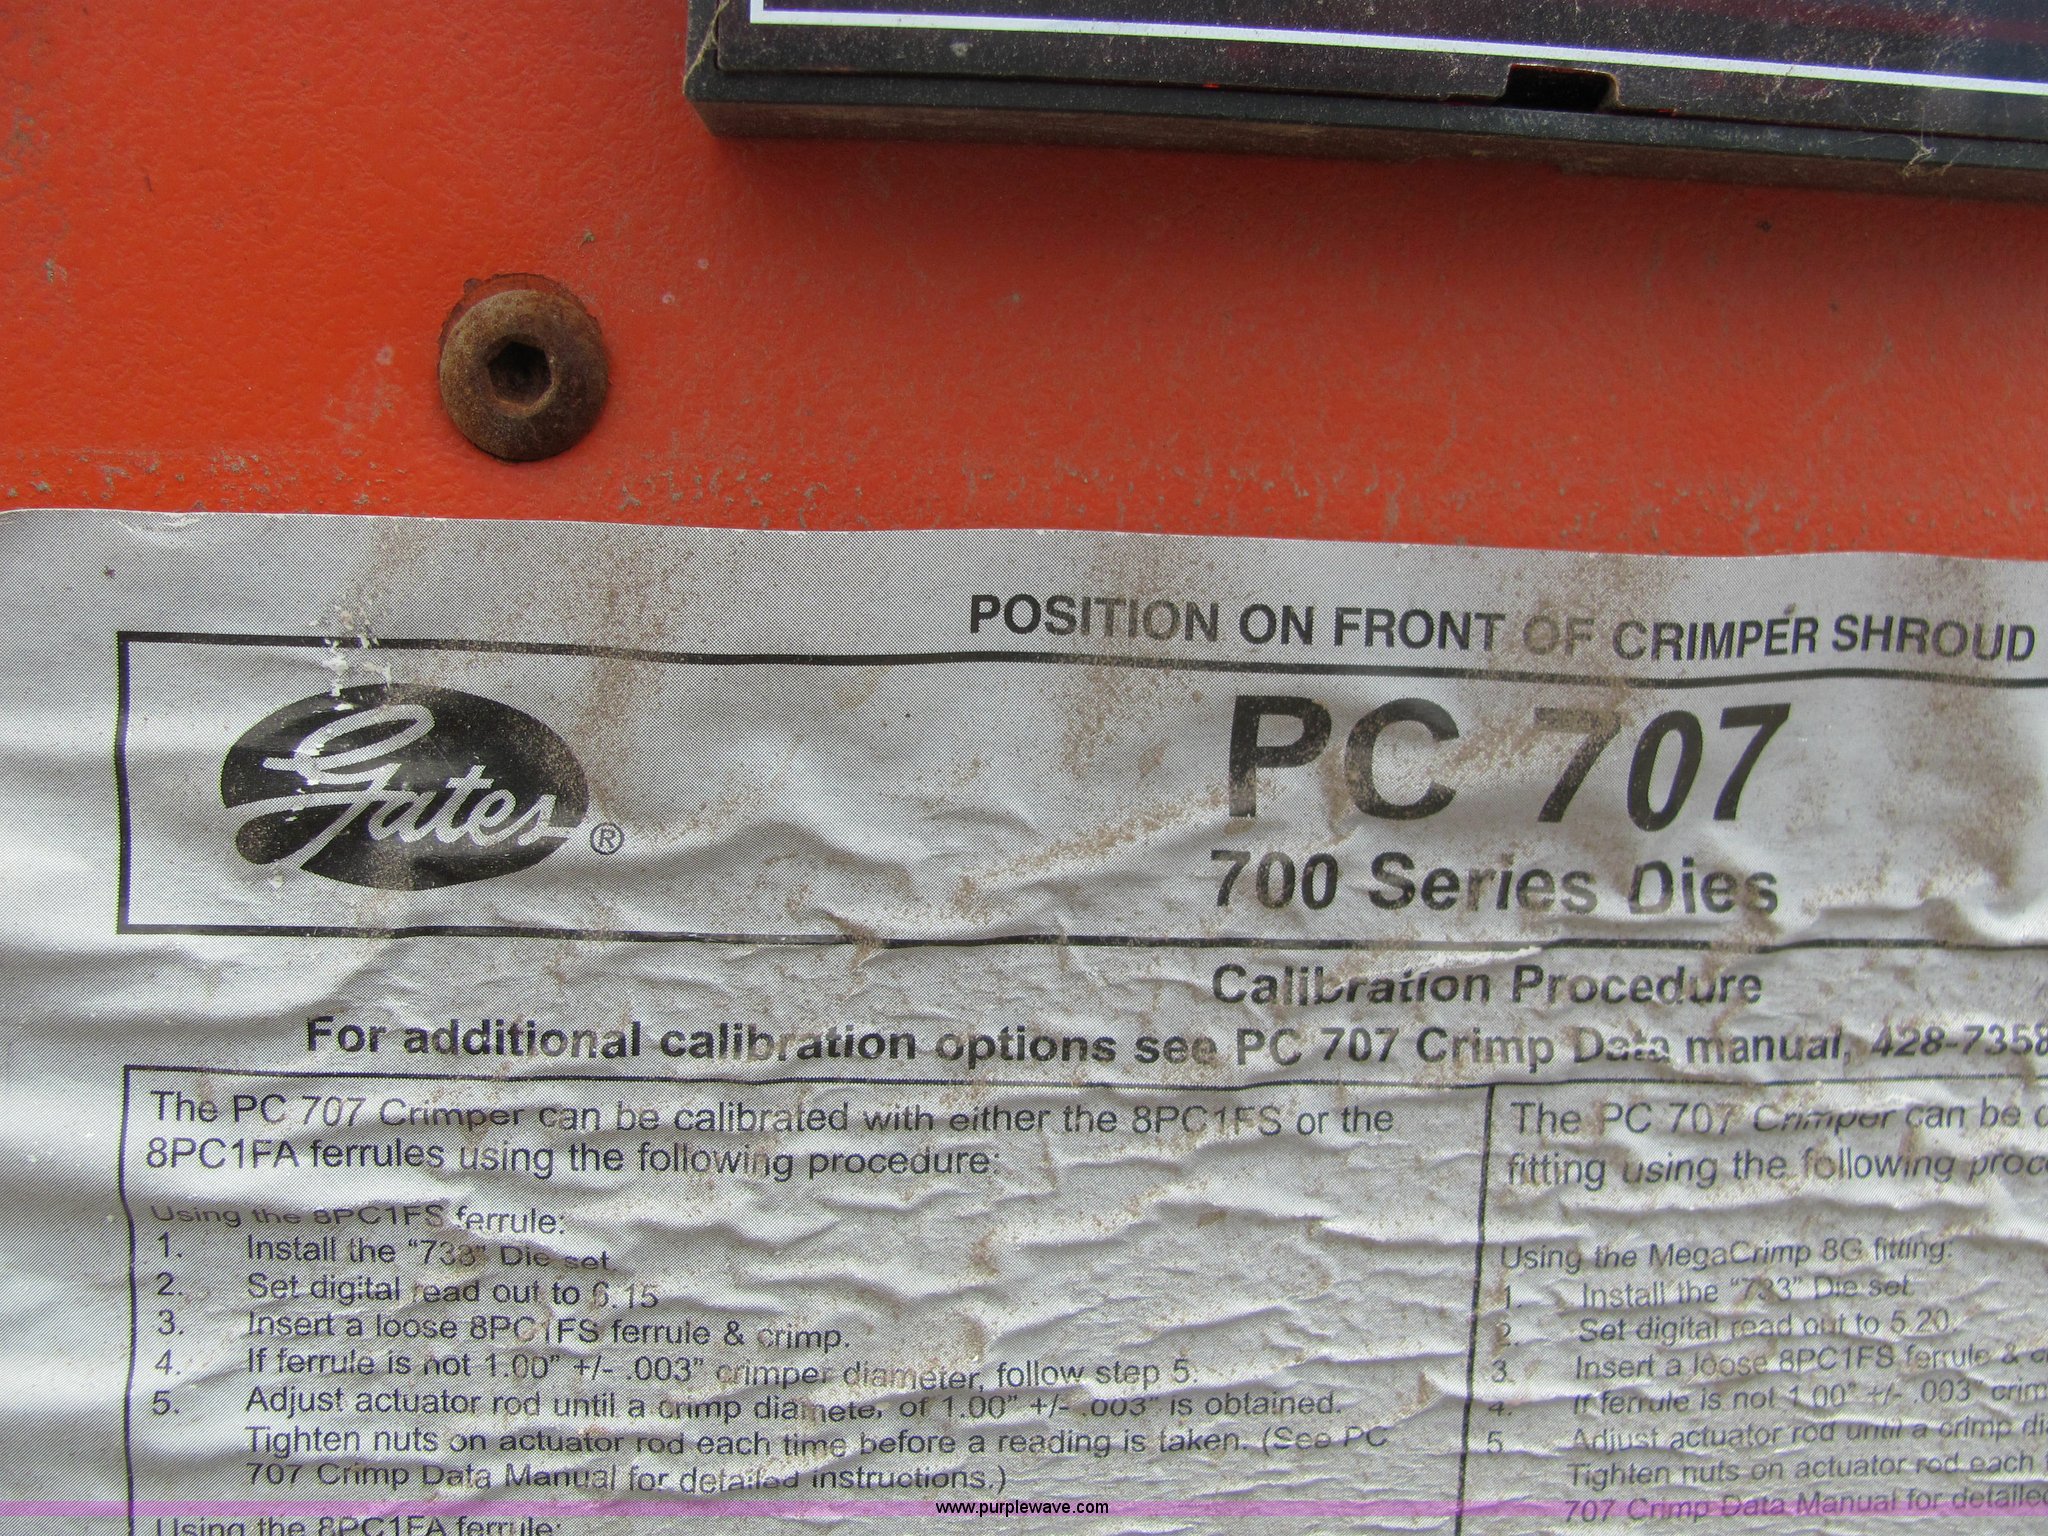 POSITION ON FRONT OF CRIMPER SHROUD
Gates®
PC 707
700 Series Dies
Calibration Procedure
For additional calibration options see PC 707 Crimp Data manual, 428-7358
The PC 707 Crimper can be calibrated with either the 8PC1FS or the
8PC1FA ferrules using the following procedure:
Using the 8PC1FS ferrule:
1. Install the "738" Die set
2. Set digital read out to 6.15
3. Insert a loose 8PC1FS ferrule & crimp.
4. If ferrule is not 1.00" +/- .003" crimper diameter, follow step 5.
5. Adjust actuator rod until a crimp diameter of 1.00" +/- .003" is obtained.
Tighten nuts on actuator rod each time before a reading is taken. (See PC
707 Crimp Data Manual for detailed instructions.)
Using the 8PC1FA ferrule:
The PC 707 Crimper can be
fitting using the following
Using the MegaCrimp 8G fitting:
1. Install the "733" Die set
2. Set digital read out to 5.20.
3. Insert a loose 8PC1FS ferrule &
4. If ferrule is not 1.00" +/- .003"
5. Adjust actuator rod until a crimp
Tighten nuts on actuator rod each
707 Crimp Data Manual for detailed
www.purplewave.com